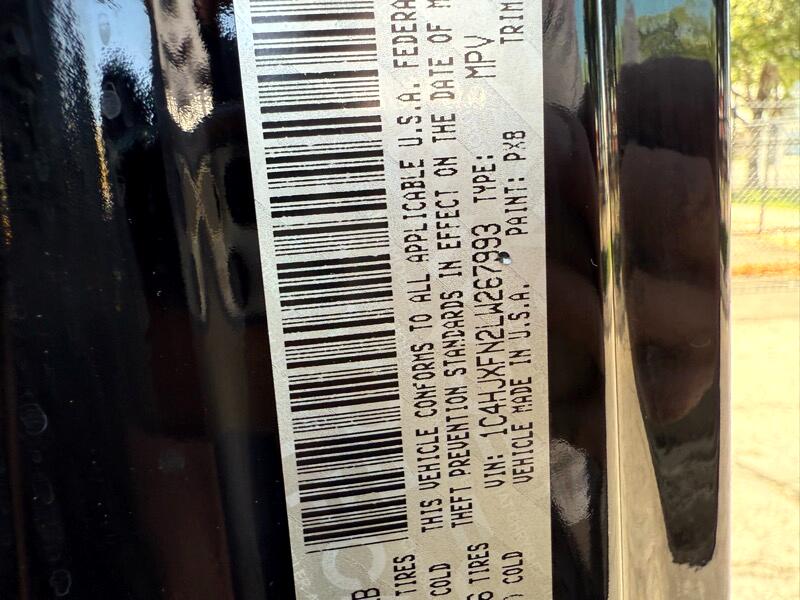 THIS VEHICLE CONFORMS TO ALL APPLICABLE U.S.A. FEDERA
THEFT PREVENTION STANDARDS IN EFFECT ON THE DATE OF M
VIN: 1C4HJXFN2LW267993 TYPE: MPV
VEHICLE MADE IN U.S.A. PAINT: PX8 TRIM
TIRES
COLD
TIRES
COLD